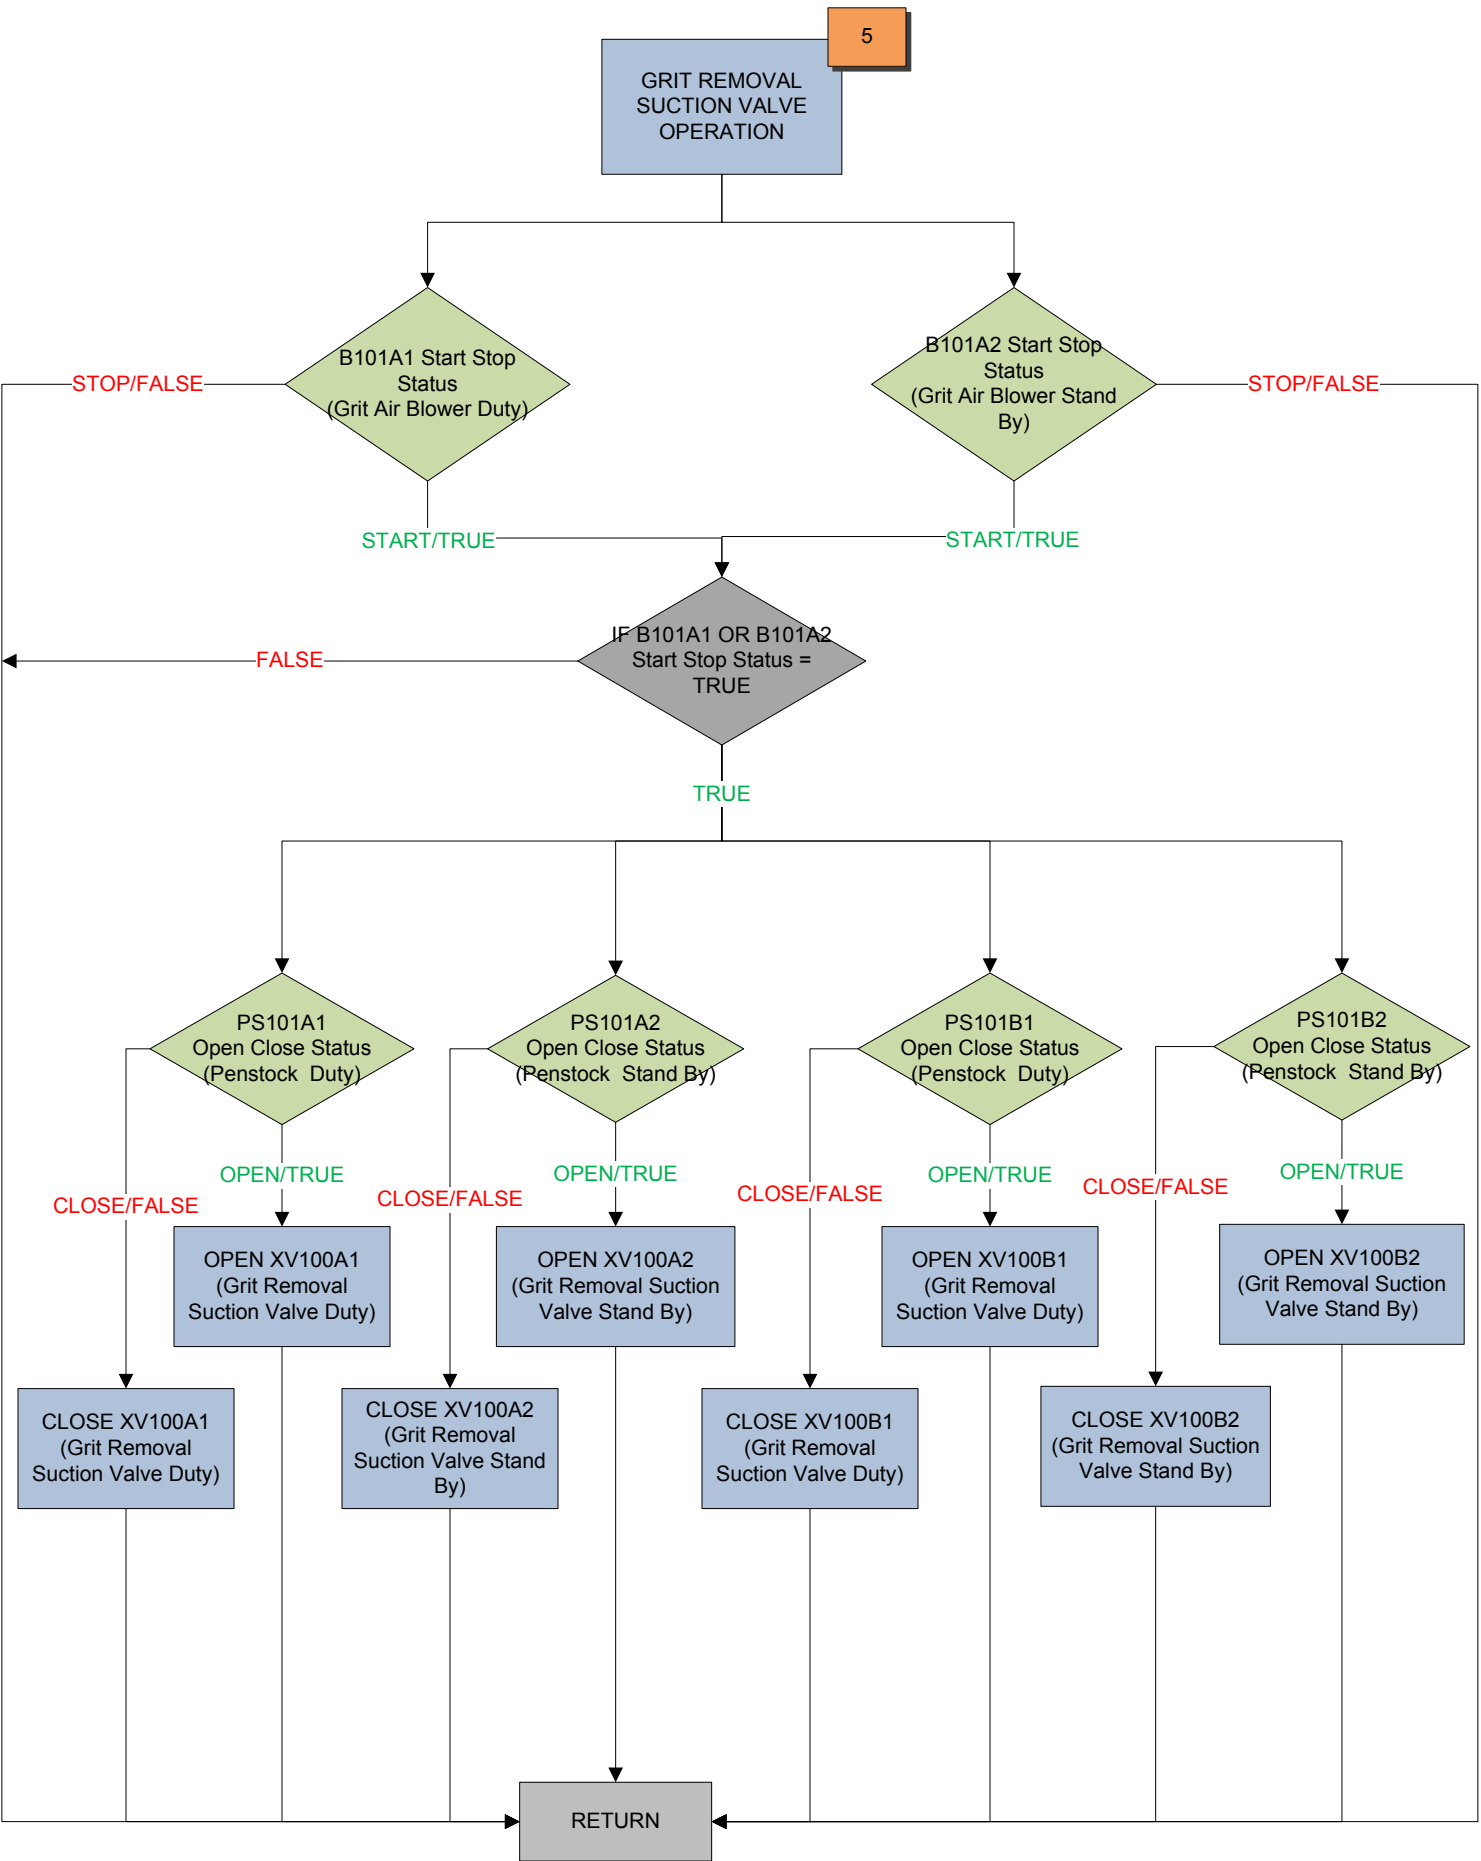 5
GRIT REMOVAL
SUCTION VALVE
OPERATION
B101A1 Start Stop
Status
(Grit Air Blower Duty)
B101A2 Start Stop
Status
(Grit Air Blower Stand
By)
STOP/FALSE
STOP/FALSE
START/TRUE
START/TRUE
IF B101A1 OR B101A2
Start Stop Status =
TRUE
FALSE
TRUE
PS101A1
Open Close Status
(Penstock Duty)
PS101A2
Open Close Status
(Penstock Stand By)
PS101B1
Open Close Status
(Penstock Duty)
PS101B2
Open Close Status
(Penstock Stand By)
OPEN/TRUE
OPEN/TRUE
OPEN/TRUE
OPEN/TRUE
CLOSE/FALSE
CLOSE/FALSE
CLOSE/FALSE
CLOSE/FALSE
OPEN XV100A1
(Grit Removal
Suction Valve Duty)
OPEN XV100A2
(Grit Removal Suction
Valve Stand By)
OPEN XV100B1
(Grit Removal
Suction Valve Duty)
OPEN XV100B2
(Grit Removal Suction
Valve Stand By)
CLOSE XV100A1
(Grit Removal
Suction Valve Duty)
CLOSE XV100A2
(Grit Removal
Suction Valve Stand
By)
CLOSE XV100B1
(Grit Removal
Suction Valve Duty)
CLOSE XV100B2
(Grit Removal Suction
Valve Stand By)
RETURN